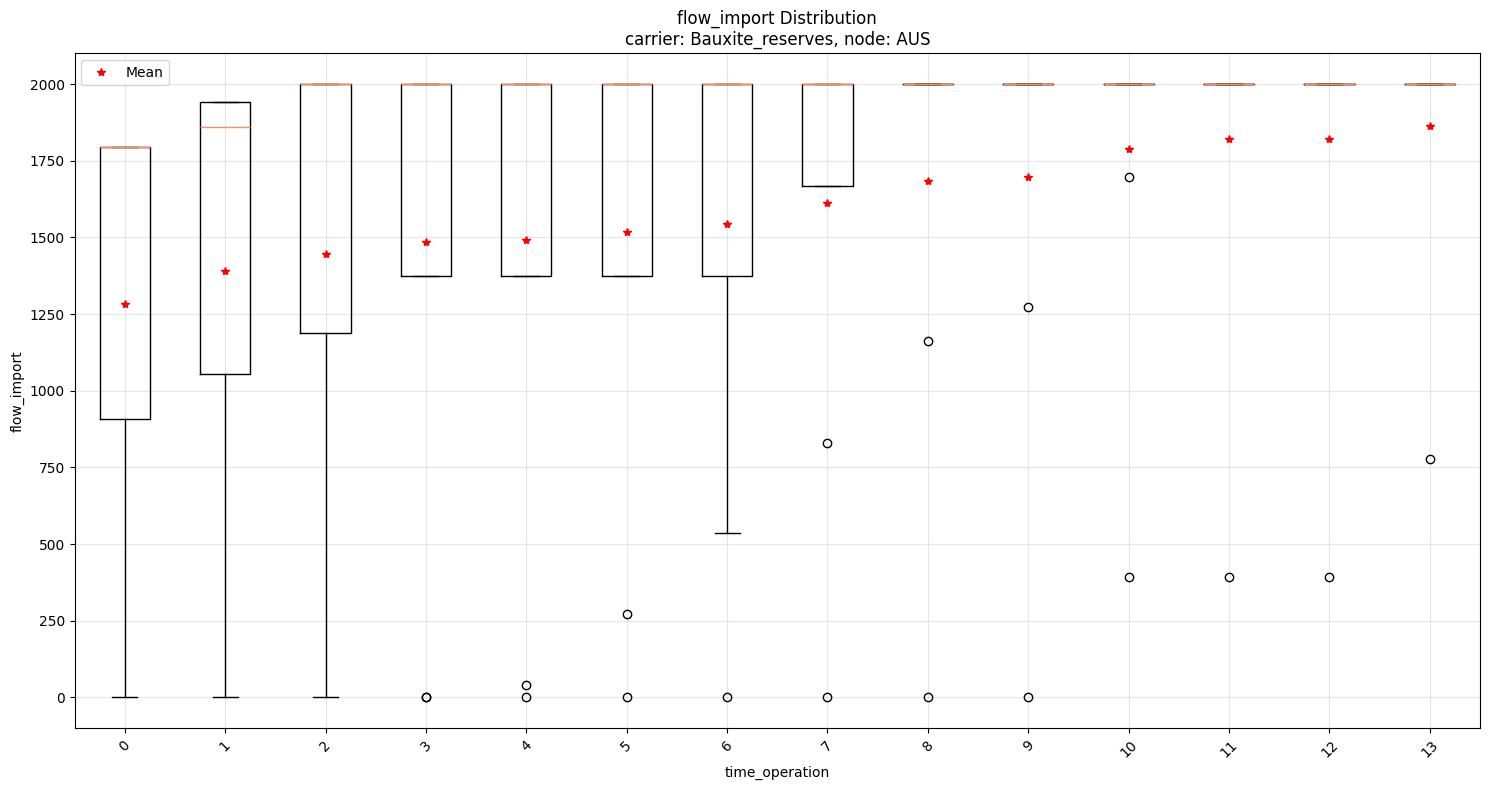 flow_import Distribution
carrier: Bauxite_reserves, node: AUS
Mean
2000
1750
1500
1250
1000
750
500
250
0
flow_import
0 1 2 3 4 5 6 7 8 9 10 11 12 13
time_operation